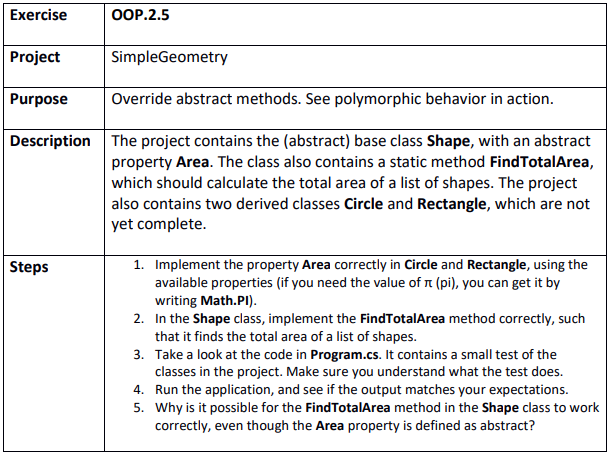 Exercise OOP.2.5
Project SimpleGeometry
Purpose Override abstract methods. See polymorphic behavior in action.
Description The project contains the (abstract) base class Shape, with an abstract
property Area. The class also contains a static method FindTotalArea,
which should calculate the total area of a list of shapes. The project
also contains two derived classes Circle and Rectangle, which are not
yet complete.
Steps 1. Implement the property Area correctly in Circle and Rectangle, using the
available properties (if you need the value of π (pi), you can get it by
writing Math.PI).
2. In the Shape class, implement the FindTotalArea method correctly, such
that it finds the total area of a list of shapes.
3. Take a look at the code in Program.cs. It contains a small test of the
classes in the project. Make sure you understand what the test does.
4. Run the application, and see if the output matches your expectations.
5. Why is it possible for the FindTotalArea method in the Shape class to work
correctly, even though the Area property is defined as abstract?